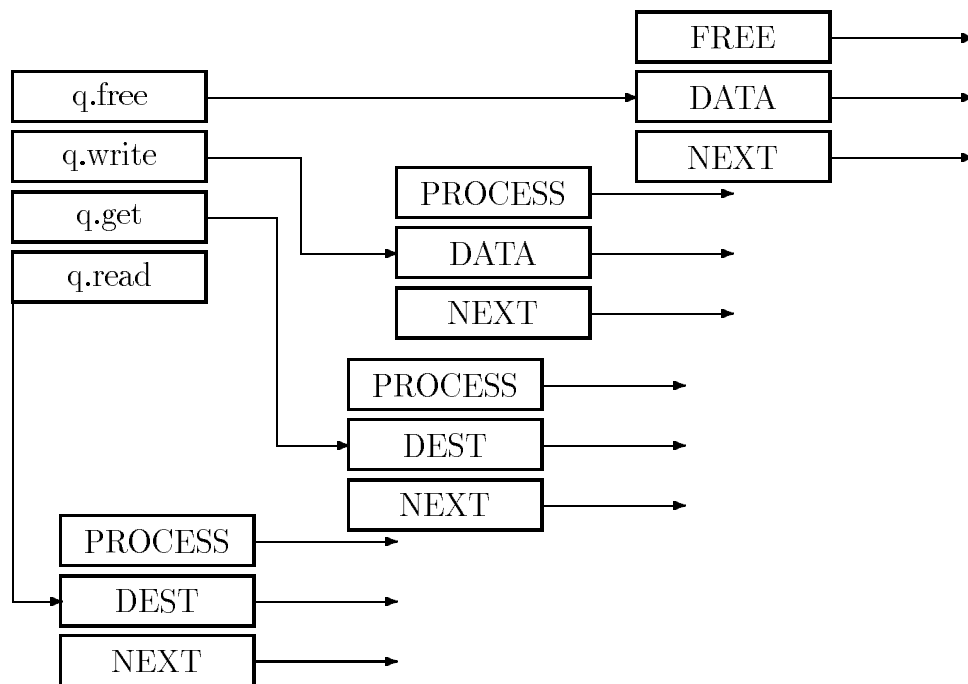 FREE
q.free
DATA
q.write
NEXT
PROCESS
q.get
DATA
q.read
NEXT
PROCESS
DEST
NEXT
PROCESS
DEST
NEXT